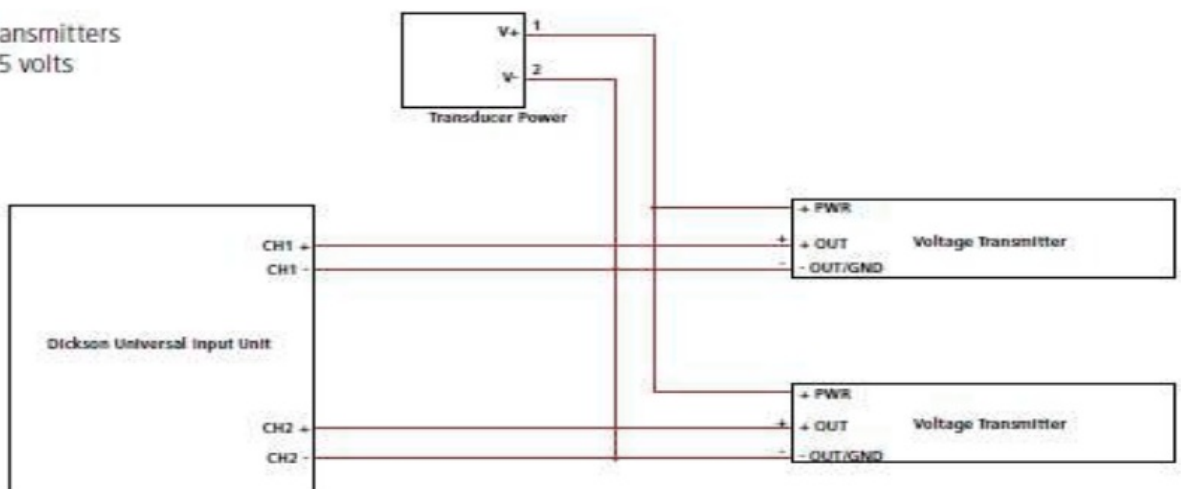 ansmitters
5 volts
V+ 1
V- 2
Transducer Power
+ PWR
CH1 +
+ + OUT
Voltage Transmitter
CH1 -
- - OUT/GND
Dickson Universal Input Unit
+ PWR
CH2 +
+ + OUT
Voltage Transmitter
CH2 -
- - OUT/GND